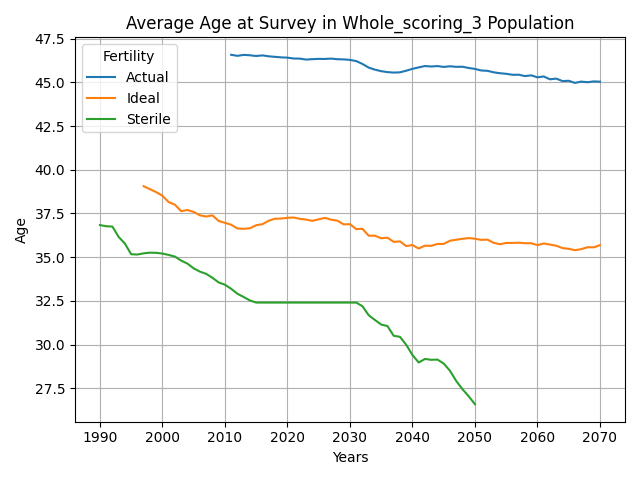 Average Age at Survey in Whole_scoring_3 Population
47.5
45.0
42.5
40.0
37.5
35.0
32.5
30.0
27.5
Age
Fertility
Actual
Ideal
Sterile
1990 2000 2010 2020 2030 2040 2050 2060 2070
Years